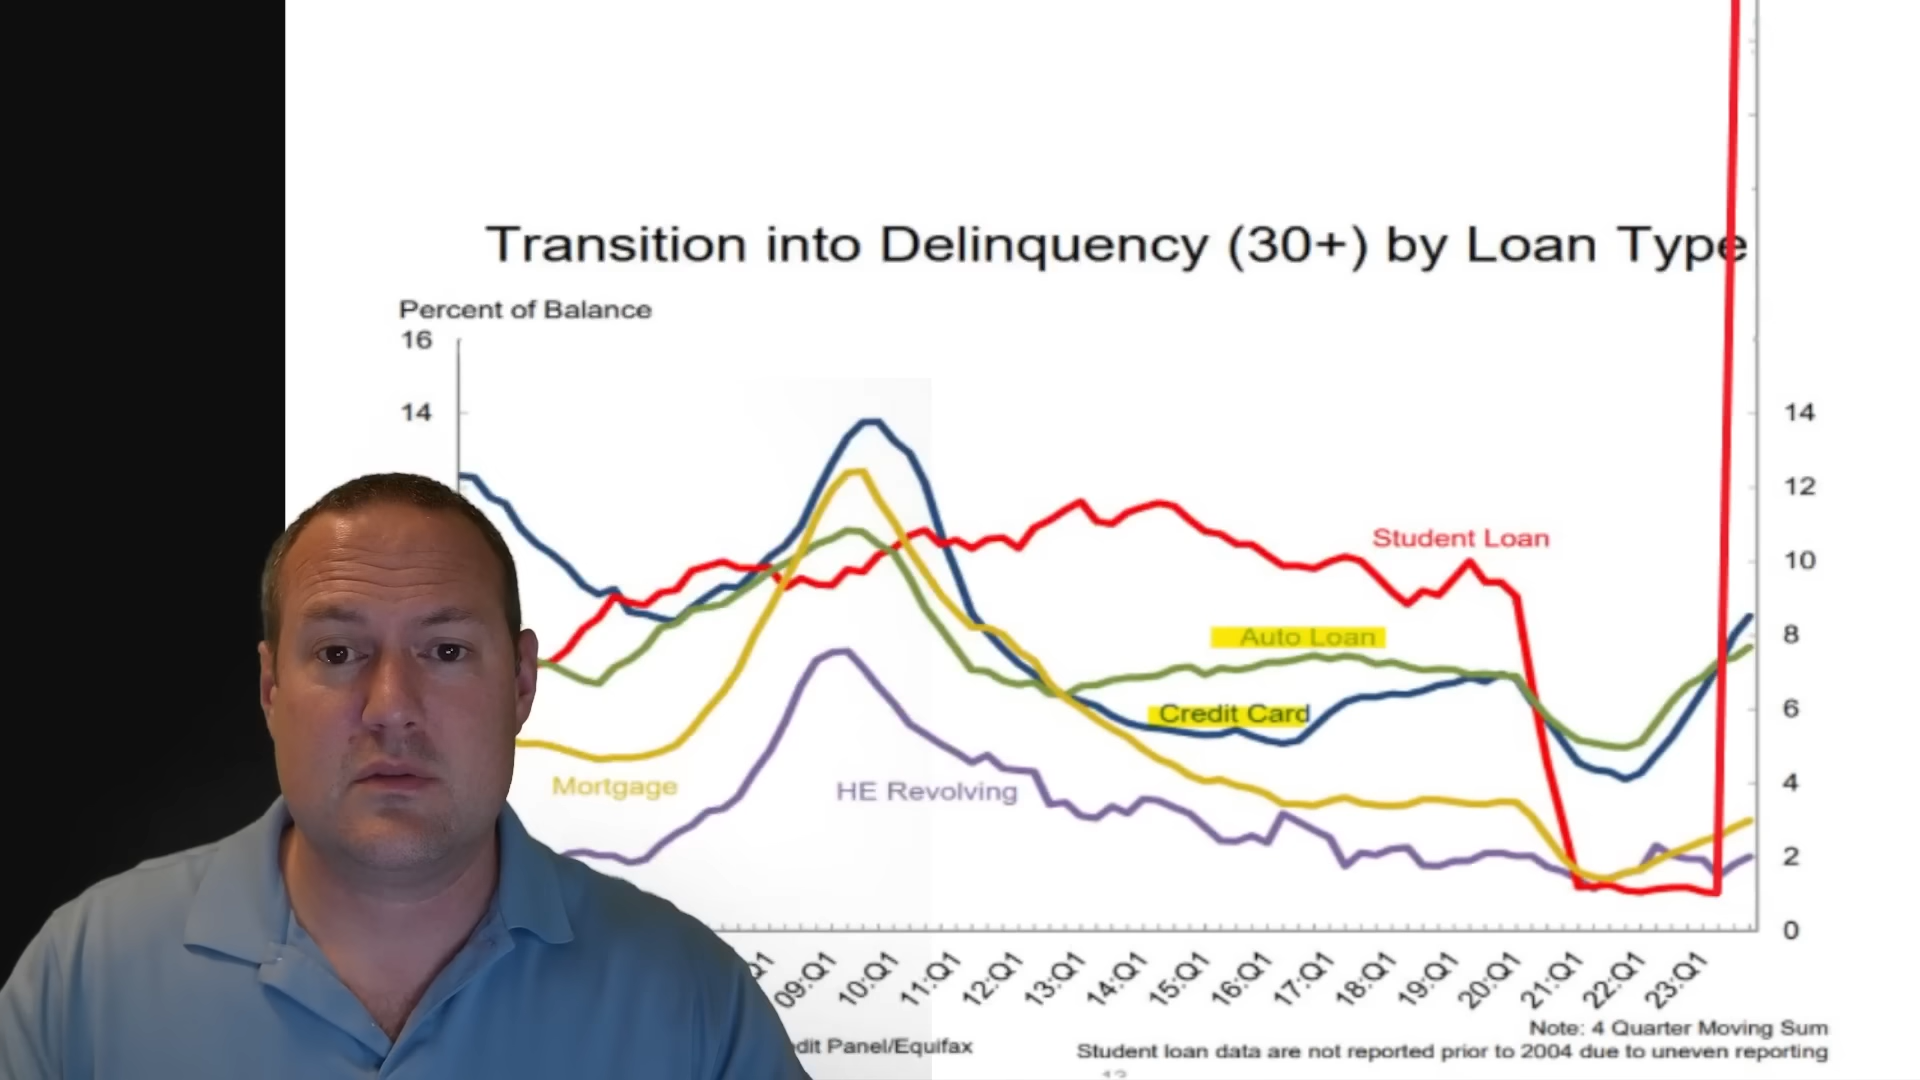 Transition into Delinquency (30+) by Loan Type
Percent of Balance
16
14
14
12
Student Loan
10
Auto Loan
8
Credit Card
6
Mortgage
HE Revolving
4
2
0
09:Q1
10:Q1
11:Q1
12:Q1
13:Q1
14:Q1
15:Q1
16:Q1
17:Q1
18:Q1
19:Q1
20:Q1
21:Q1
22:Q1
23:Q1
Note: 4 Quarter Moving Sum
dit Panel/Equifax
Student loan data are not reported prior to 2004 due to uneven reporting